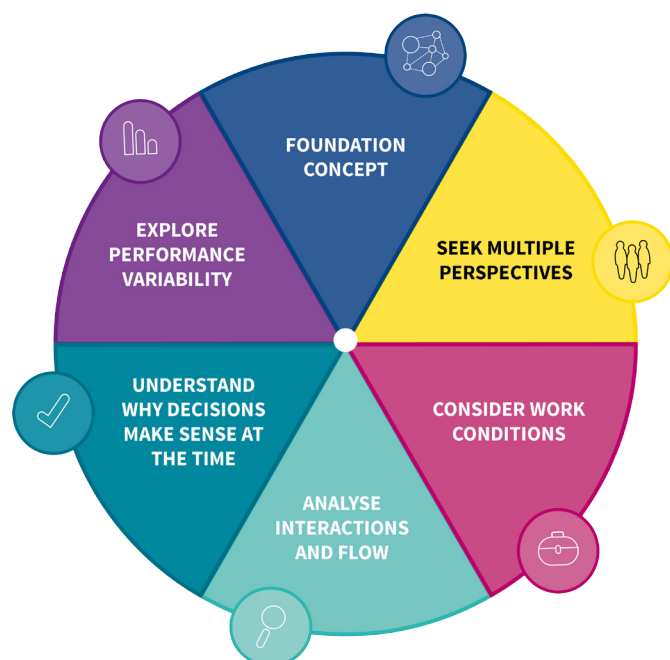 FOUNDATION
CONCEPT
SEEK MULTIPLE
PERSPECTIVES
CONSIDER WORK
CONDITIONS
ANALYSE
INTERACTIONS
AND FLOW
UNDERSTAND
WHY DECISIONS
MAKE SENSE AT
THE TIME
EXPLORE
PERFORMANCE
VARIABILITY